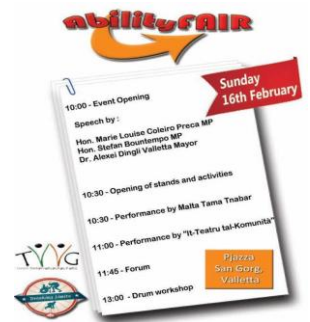 abilityFAIR
Sunday
16th February
10:00 - Event Opening
Speech by :
Hon. Marie Louise Coleiro Preca MP
Hon. Stefan Bountempo MP
Dr. Alexei Dingli Valletta Mayor
10:30 - Opening of stands and activities
10:30 - Performance by Malta Tama Tnabar
11:00 - Performance by "It-Teatru tal-Komunità"
11:45 - Forum
13:00 - Drum workshop
Pjazza
San Gorg,
Valletta
TYYG